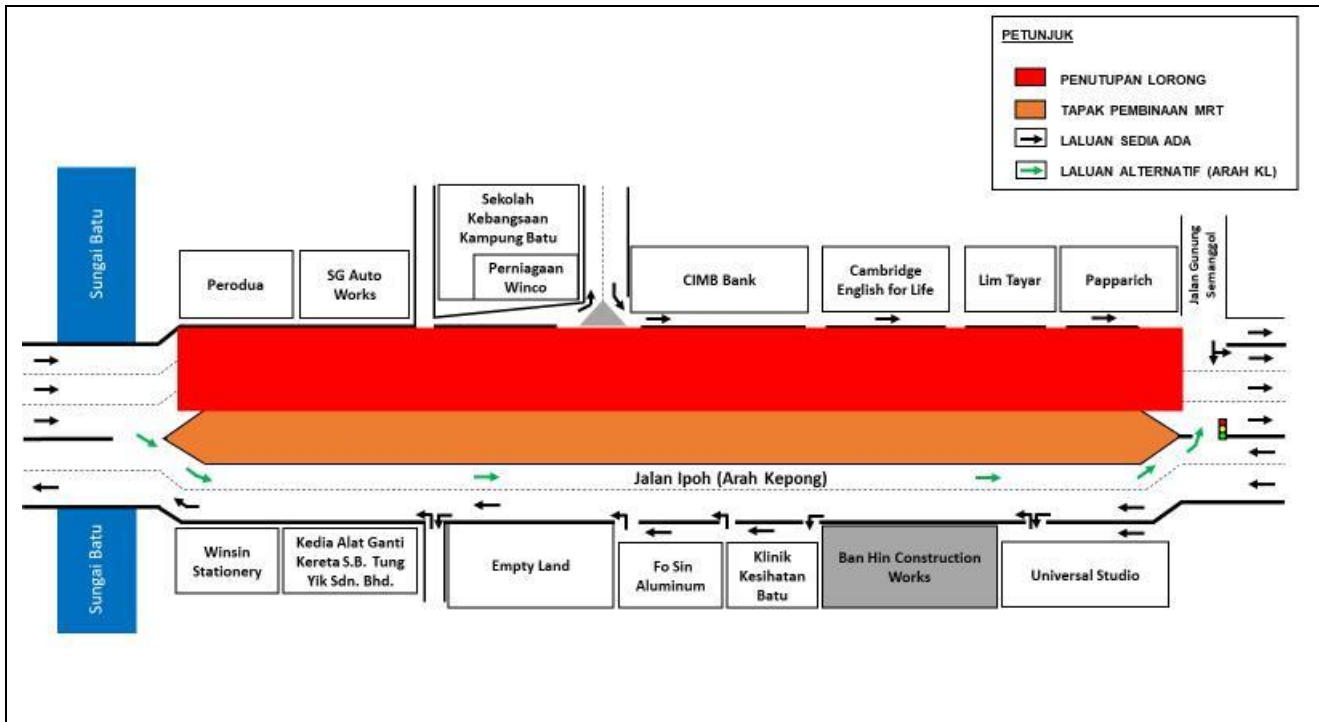 PETUNJUK
PENUTUPAN LORONG
TAPAK PEMBINAAN MRT
LALUAN SEDIA ADA
LALUAN ALTERNATIF (ARAH KL)
Sungai Batu
Perodua
SG Auto
Works
Sekolah
Kebangsaan
Kampung Batu
Perniagaan
Winco
CIMB Bank
Cambridge
English for Life
Lim Tayar
Papparich
Jalan Gunung
Semanggol
Jalan Ipoh (Arah Kepong)
Sungai Batu
Winsin
Stationery
Kedia Alat Ganti
Kereta S.B. Tung
Yik Sdn. Bhd.
Empty Land
Fo Sin
Aluminum
Klinik
Kesihatan
Batu
Ban Hin Construction
Works
Universal Studio